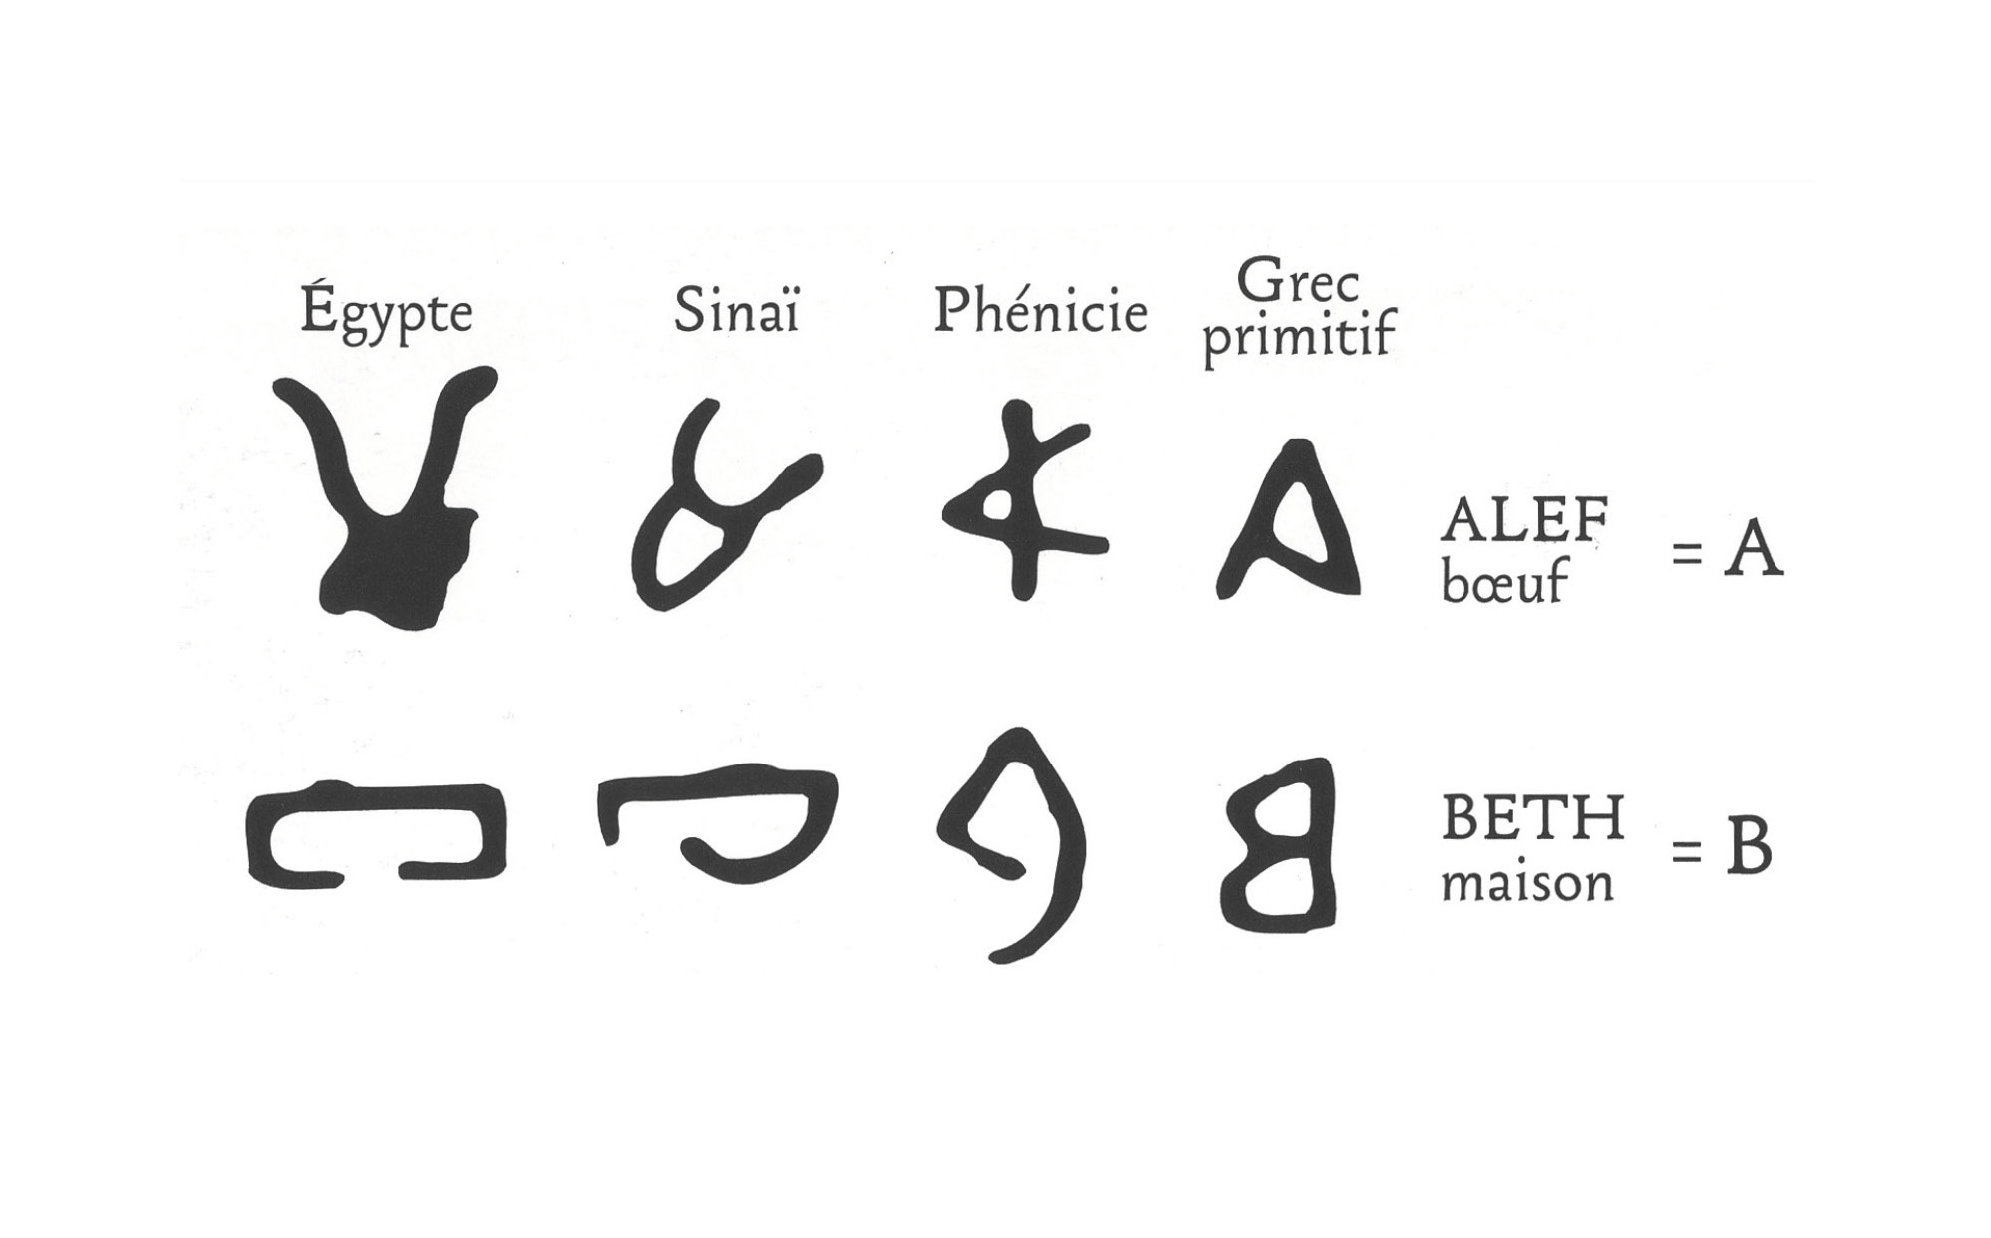 Égypte
Sinaï
Phénicie
Grec
primitif
ALEF
bœuf
= A
BETH
maison
= B